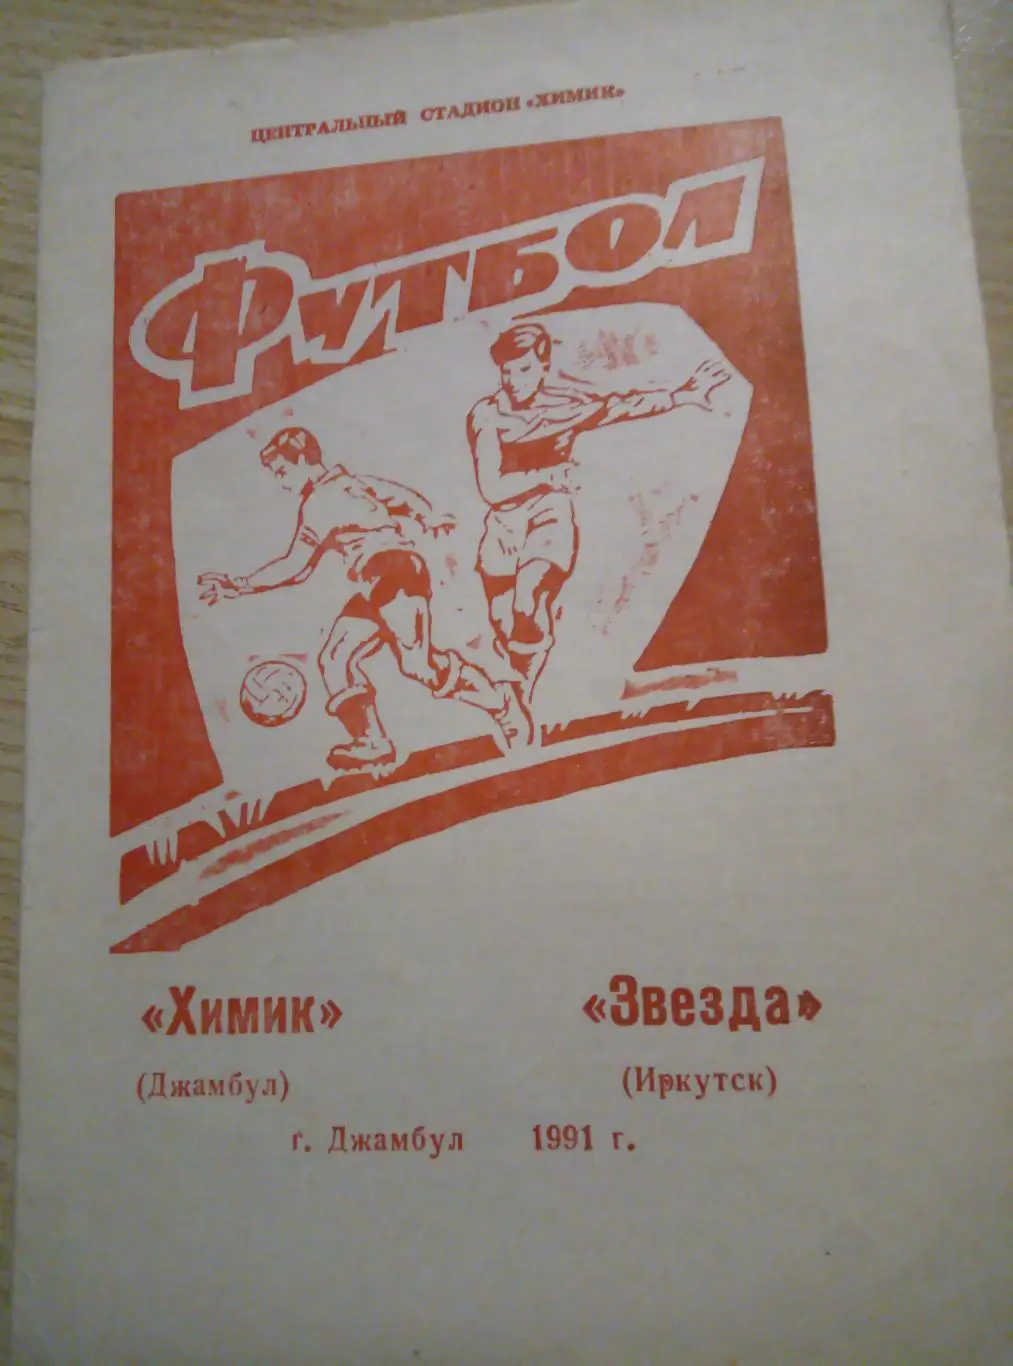 ЦЕНТРАЛЬНЫЙ СТАДИОН «ХИМИК»
ФУТБОЛ
«Химик» «Звезда»
(Джамбул) (Иркутск)
г. Джамбул 1991 г.